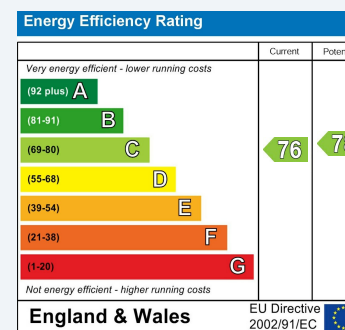 Energy Efficiency Rating
Current
Very energy efficient - lower running costs
(92 plus) A
(81-91) B
(69-80) C
76
(55-68) D
(39-54) E
(21-38) F
(1-20) G
Not energy efficient - higher running costs
England & Wales
EU Directive
2002/91/EC